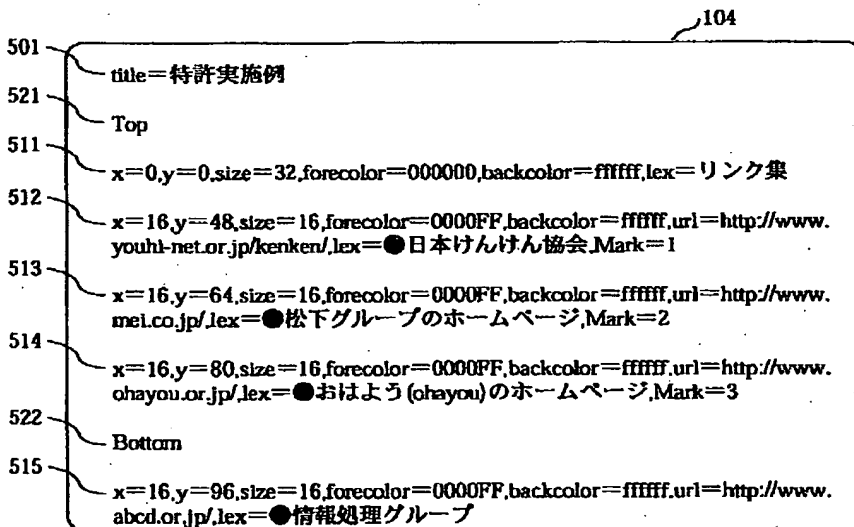 104
501
title=特許実施例
521
Top
511
x=0,y=0,size=32,forecolor=000000,backcolor=ffffff,lex=リンク集
512
x=16,y=48,size=16,forecolor=0000FF,backcolor=ffffff,url=http://www.
youhi-net.or.jp/kenken/,lex=●日本けんけん協会,Mark=1
513
x=16,y=64,size=16,forecolor=0000FF,backcolor=ffffff,url=http://www.
mei.co.jp/,lex=●松下グループのホームページ,Mark=2
514
x=16,y=80,size=16,forecolor=0000FF,backcolor=ffffff,url=http://www.
ohayou.or.jp/,lex=●おはよう(ohayou)のホームページ,Mark=3
522
Bottom
515
x=16,y=96,size=16,forecolor=0000FF,backcolor=ffffff,url=http://www.
abcd.or.jp/,lex=●情報処理グループ